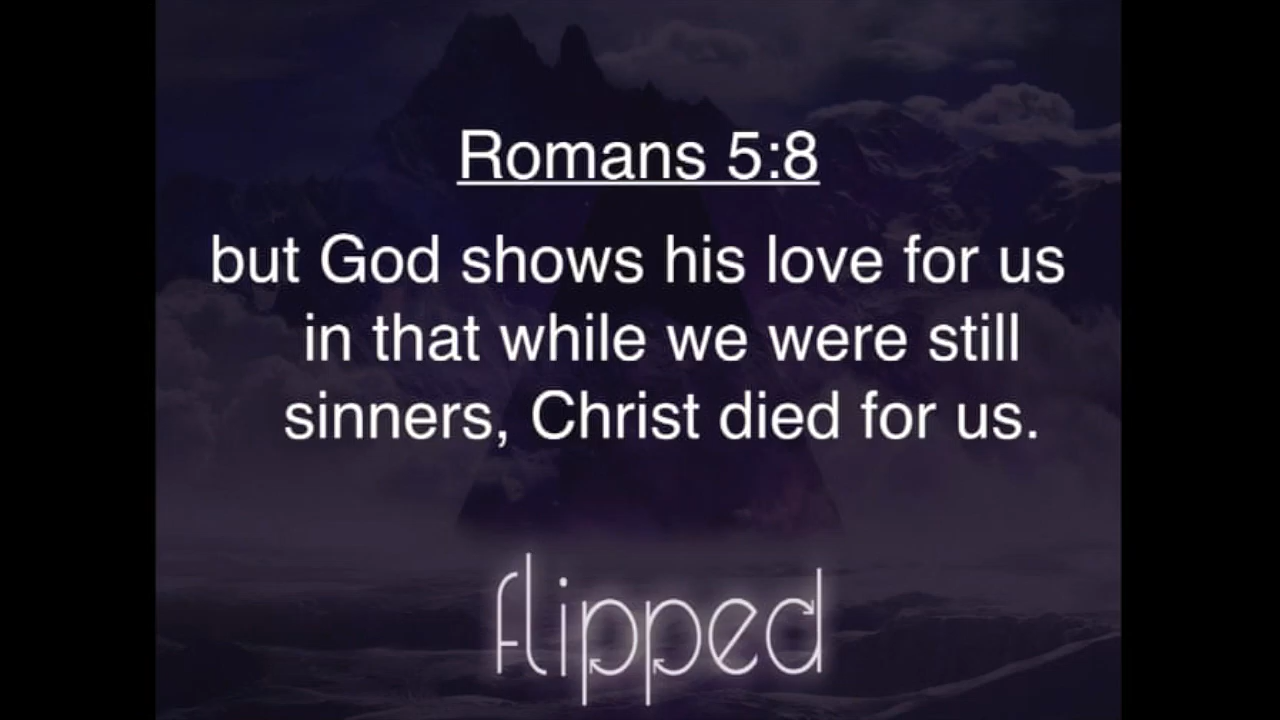 Romans 5:8
but God shows his love for us
in that while we were still
sinners, Christ died for us.
flipped